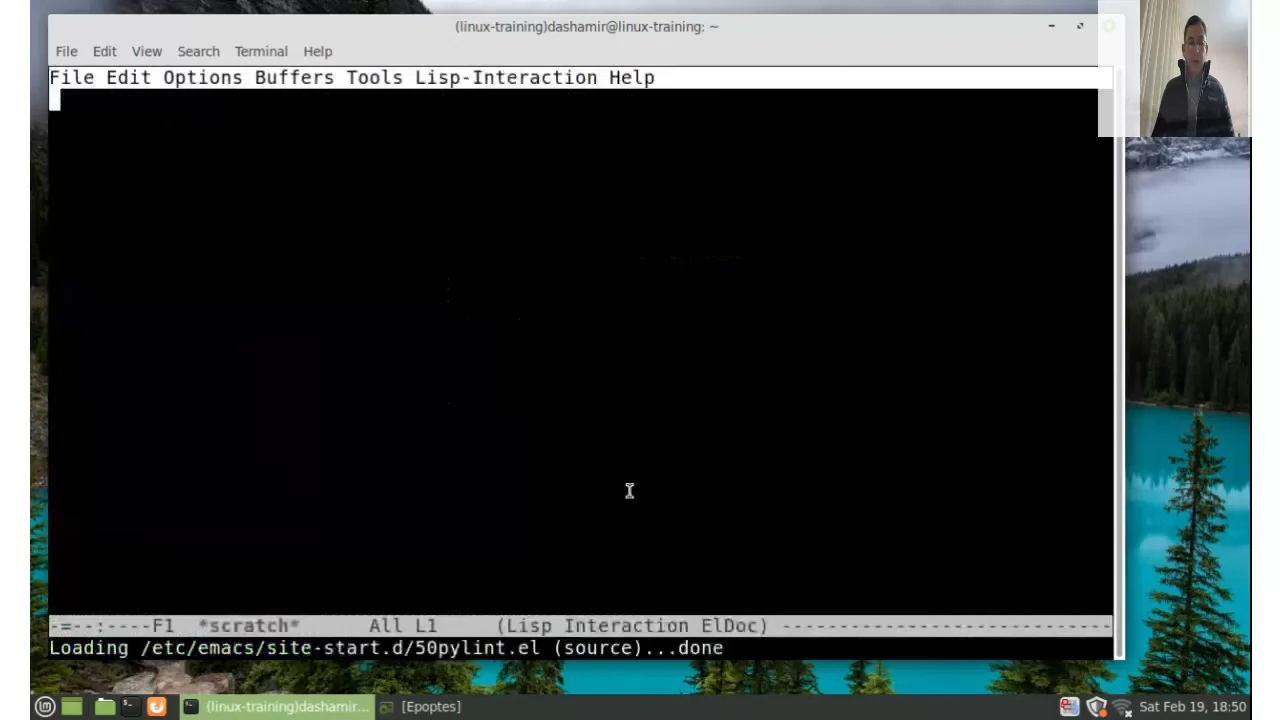 (linux-training)dashamir@linux-training: ~
File Edit View Search Terminal Help
File Edit Options Buffers Tools Lisp-Interaction Help
-=--:----F1  *scratch*      All L1     (Lisp Interaction ElDoc) -----------------------------
Loading /etc/emacs/site-start.d/50pylint.el (source)...done
(linux-training)dashamir... [Epoptes] Sat Feb 19, 18:50